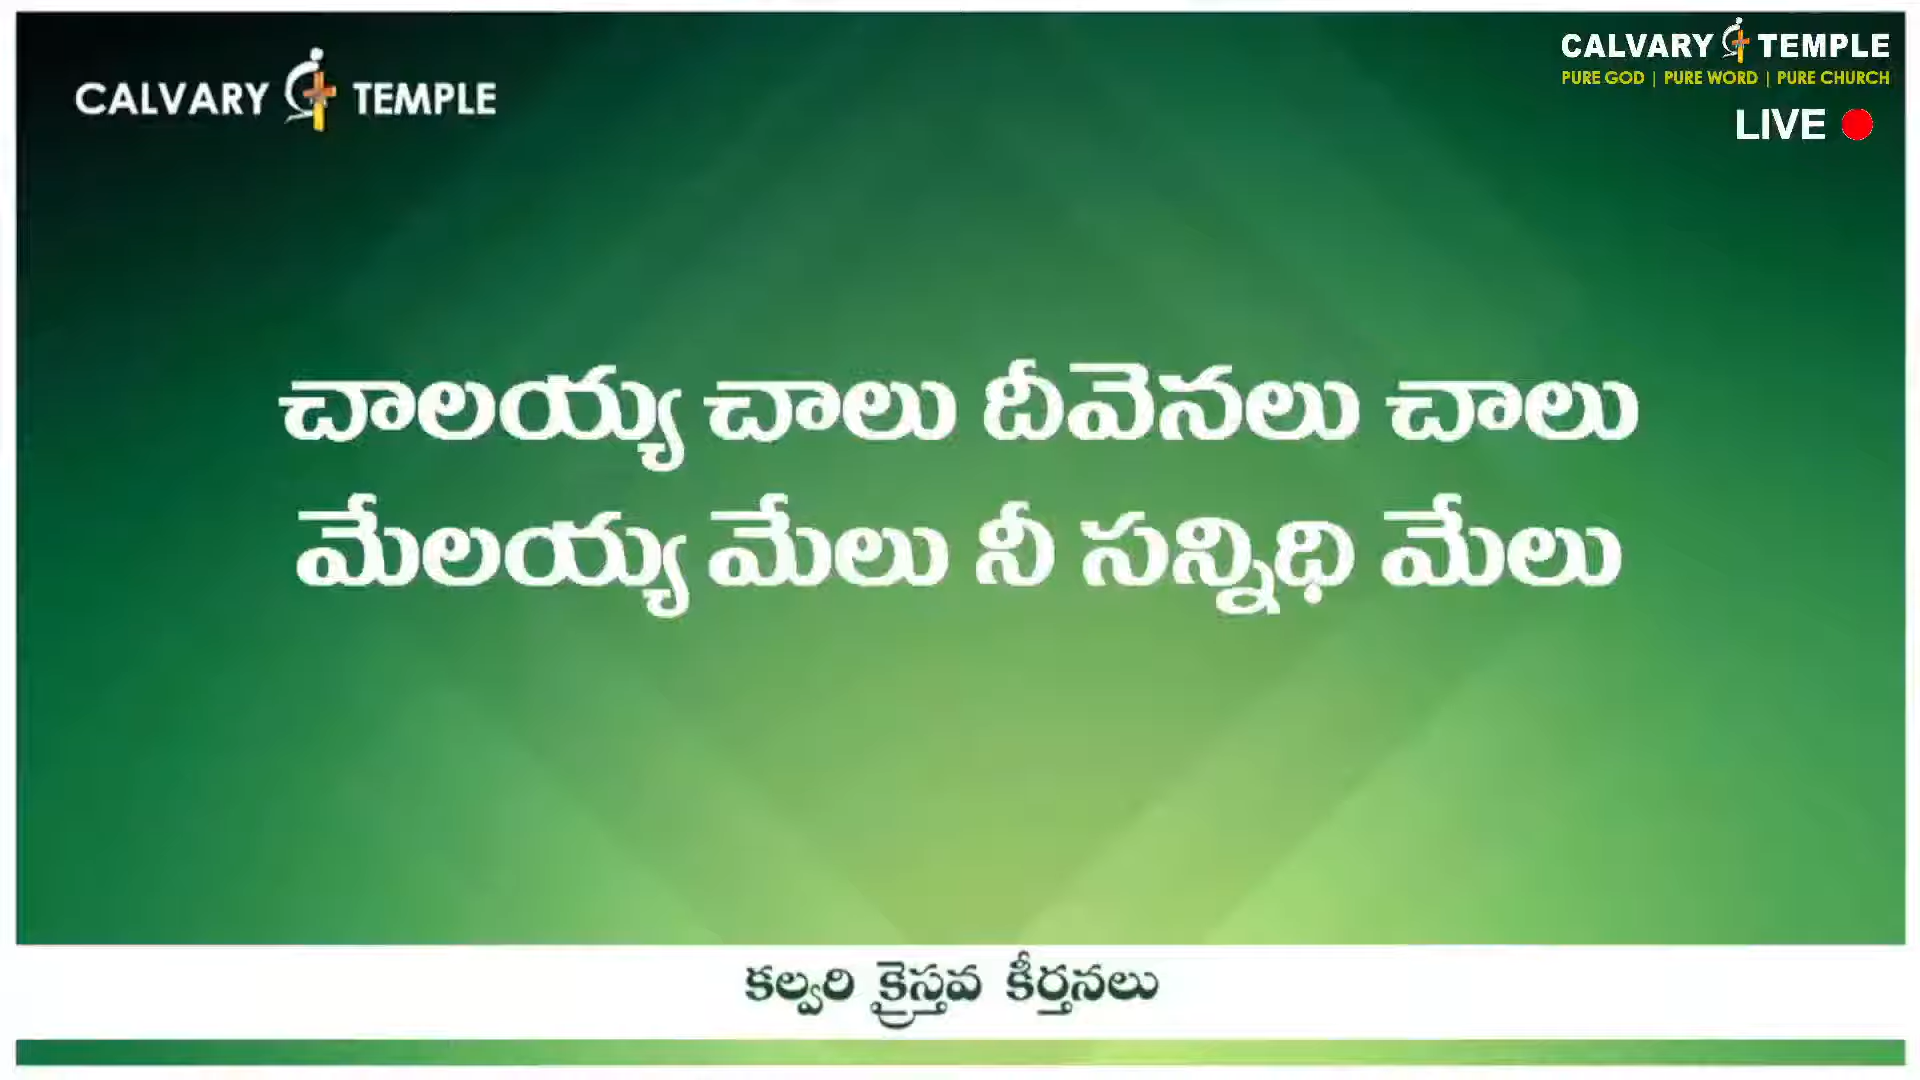 CALVARY TEMPLE
CALVARY TEMPLE
PURE GOD | PURE WORD | PURE CHURCH
LIVE
చాలయ్య చాలు దీవెనలు చాలు
మేలయ్య మేలు నీ సన్నిధి మేలు
కల్వరి క్రైస్తవ కీర్తనలు